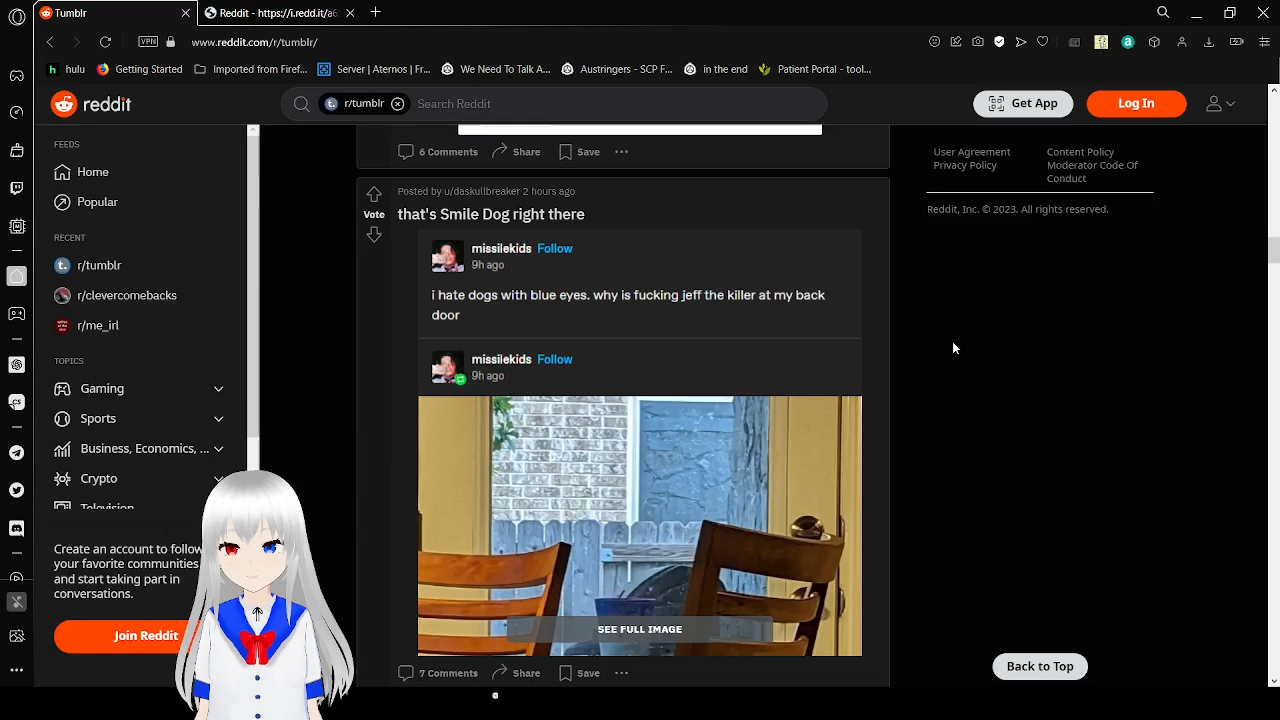 Tumblr
Reddit - https://i.redd.it/a6
VPN
www.reddit.com/r/tumblr/
hulu
Getting Started
Imported from Firef...
Server | Aternos | Fr...
We Need To Talk A...
Austringers - SCP F...
in the end
Patient Portal - tool...
reddit
r/tumblr
Search Reddit
Get App
Log In
FEEDS
Home
Popular
RECENT
r/tumblr
r/clevercomebacks
r/me_irl
TOPICS
Gaming
Sports
Business, Economics, ...
Crypto
Television
Create an account to follow
your favorite communities
and start taking part in
conversations.
Join Reddit
6 Comments
Share
Save
Posted by u/daskullbreaker 2 hours ago
Vote
that's Smile Dog right there
missilekids Follow
9h ago
i hate dogs with blue eyes. why is fucking jeff the killer at my back
door
missilekids Follow
9h ago
SEE FULL IMAGE
7 Comments
Share
Save
User Agreement
Privacy Policy
Content Policy
Moderator Code Of
Conduct
Reddit, Inc. © 2023. All rights reserved.
Back to Top